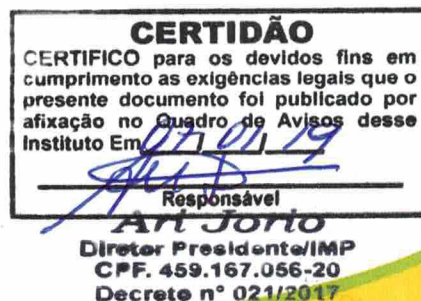 CERTIDÃO
CERTIFICO para os devidos fins em
cumprimento as exigências legais que o
presente documento foi publicado por
afixação no Quadro de Avisos desse
Instituto Em 07/01/19
Responsável
Ari Jorio
Diretor Presidente/IMP
CPF. 459.167.056-20
Decreto n° 021/2017